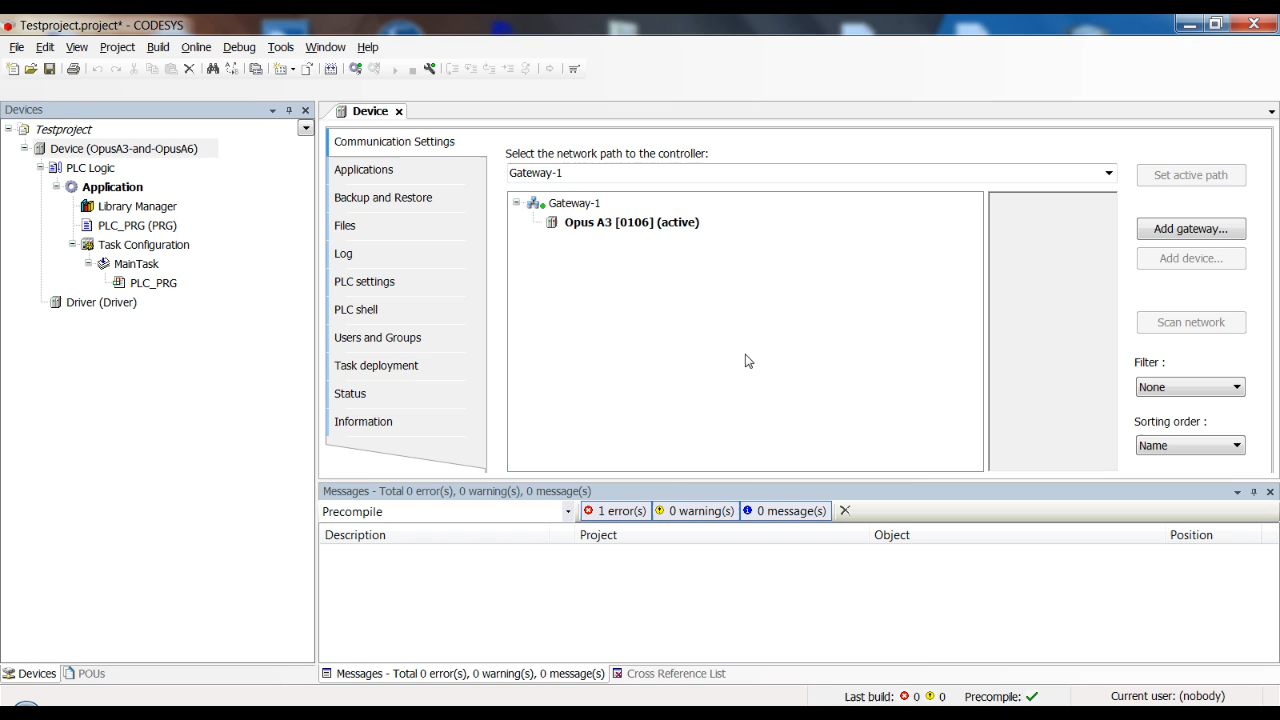 Testproject.project* - CODESYS
File Edit View Project Build Online Debug Tools Window Help
Devices
Testproject
Device (OpusA3-and-OpusA6)
PLC Logic
Application
Library Manager
PLC_PRG (PRG)
Task Configuration
MainTask
PLC_PRG
Driver (Driver)
Devices POUs
Device
Communication Settings
Applications
Backup and Restore
Files
Log
PLC settings
PLC shell
Users and Groups
Task deployment
Status
Information
Select the network path to the controller:
Gateway-1
Gateway-1
Opus A3 [0106] (active)
Set active path
Add gateway...
Add device...
Scan network
Filter :
None
Sorting order :
Name
Messages - Total 0 error(s), 0 warning(s), 0 message(s)
Precompile 1 error(s) 0 warning(s) 0 message(s)
Description Project Object Position
Messages - Total 0 error(s), 0 warning(s), 0 message(s) Cross Reference List
Last build: 0 0 Precompile: Current user: (nobody)